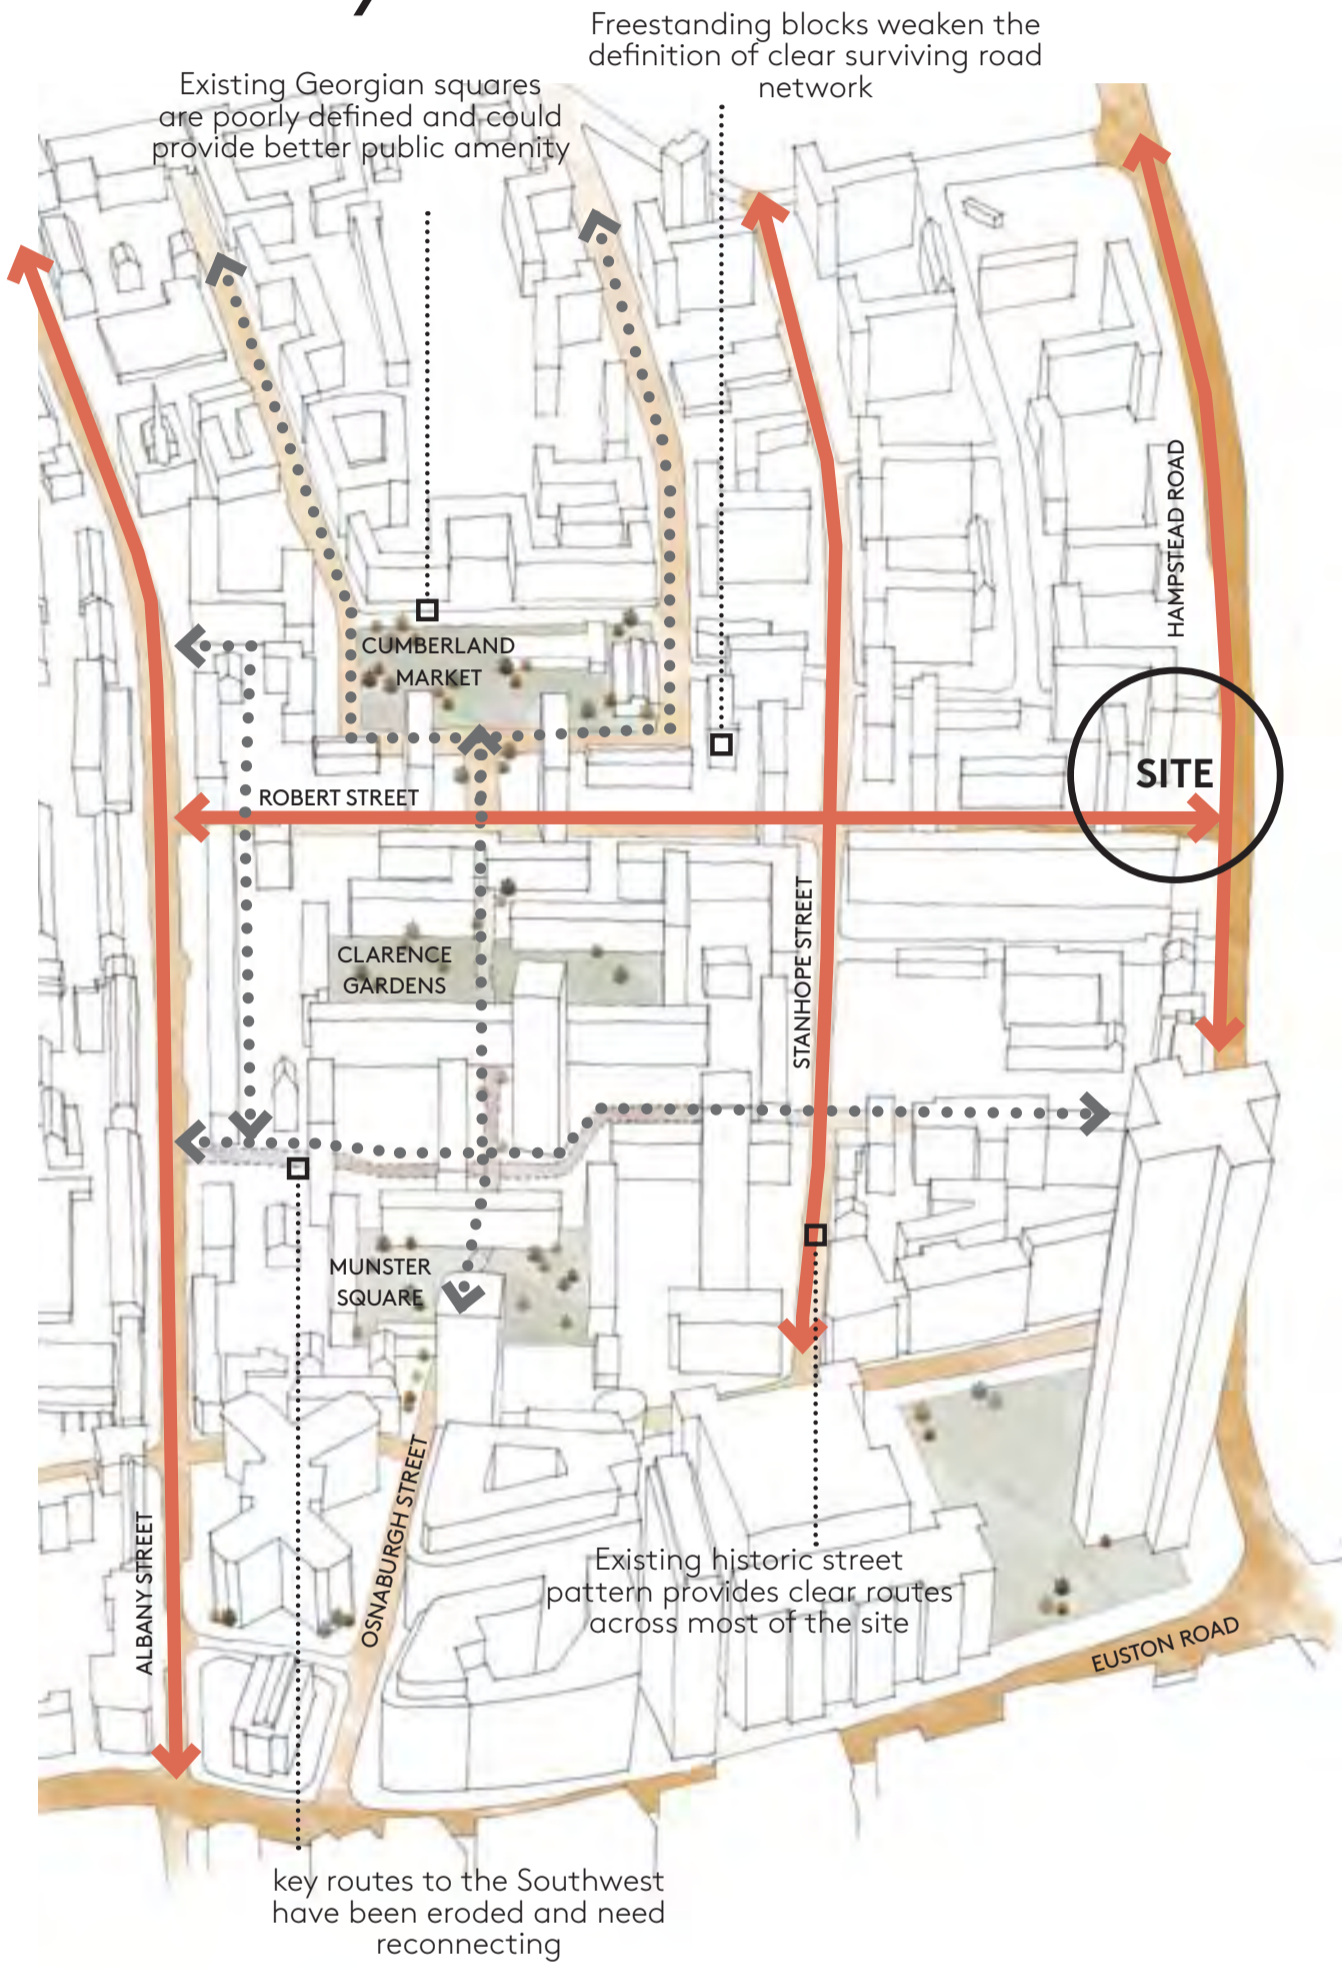 Freestanding blocks weaken the
definition of clear surviving road
network
Existing Georgian squares
are poorly defined and could
provide better public amenity
HAMPSTEAD ROAD
CUMBERLAND
MARKET
SITE
ROBERT STREET
STANHOPE STREET
CLARENCE
GARDENS
MUNSTER
SQUARE
OSNABURGH STREET
ALBANY STREET
Existing historic street
pattern provides clear routes
across most of the site
EUSTON ROAD
key routes to the Southwest
have been eroded and need
reconnecting